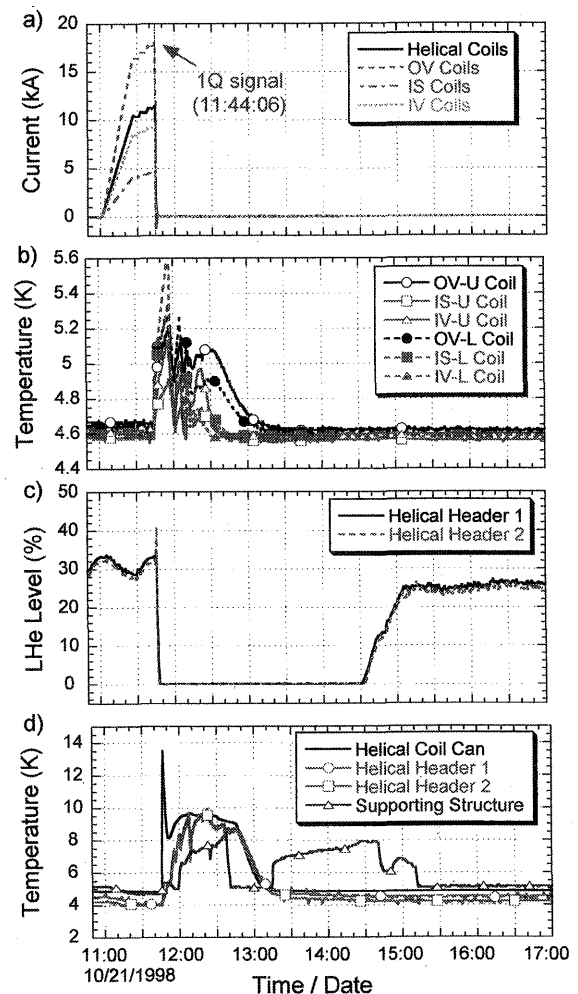 a)
20
15
10
5
0
Current (kA)
1Q signal
(11:44:06)
Helical Coils
OV Coils
IS Coils
IV Coils
b)
5.6
5.4
5.2
5.0
4.8
4.6
4.4
Temperature (K)
OV-U Coil
IS-U Coil
IV-U Coil
OV-L Coil
IS-L Coil
IV-L Coil
c)
50
40
30
20
10
0
LHe Level (%)
Helical Header 1
Helical Header 2
d)
14
12
10
8
6
4
2
Temperature (K)
Helical Coil Can
Helical Header 1
Helical Header 2
Supporting Structure
11:00 12:00 13:00 14:00 15:00 16:00 17:00
10/21/1998
Time / Date